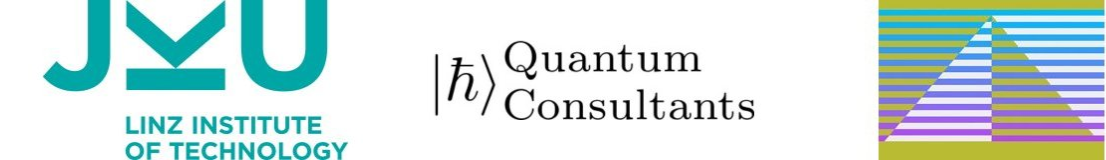 JKU
LINZ INSTITUTE
OF TECHNOLOGY
|ℏ⟩ Quantum
Consultants